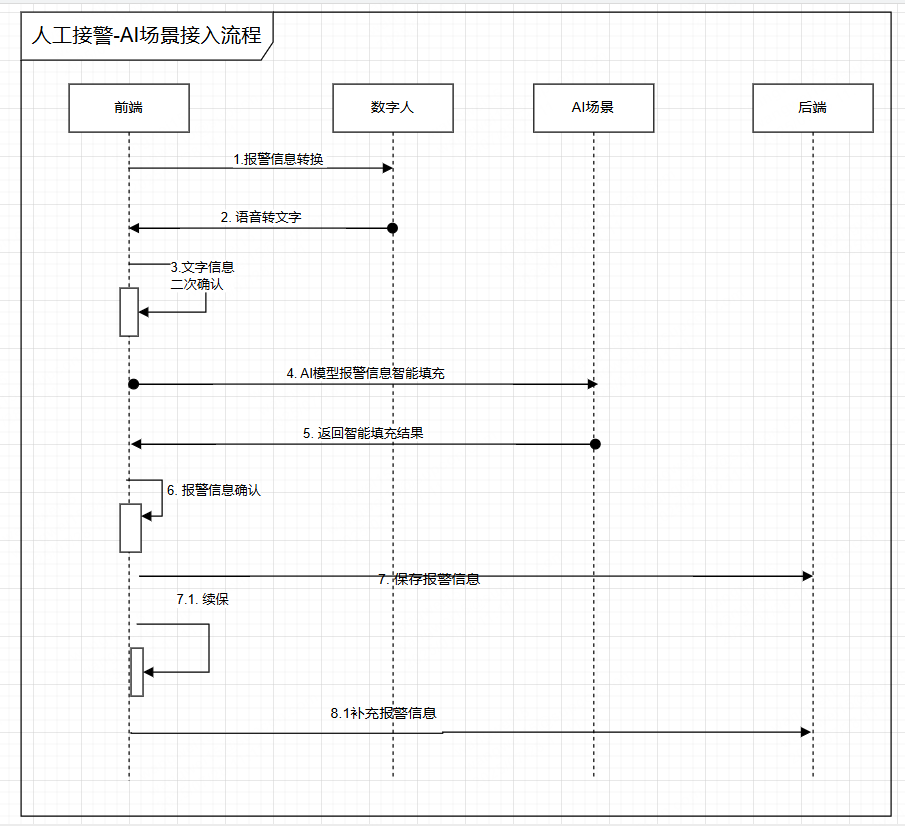 人工接警-AI场景接入流程
前端
数字人
AI场景
后端
1.报警信息转换
2. 语音转文字
3.文字信息
二次确认
4. AI模型报警信息智能填充
5. 返回智能填充结果
6. 报警信息确认
7. 保存报警信息
7.1. 续保
8.1补充报警信息